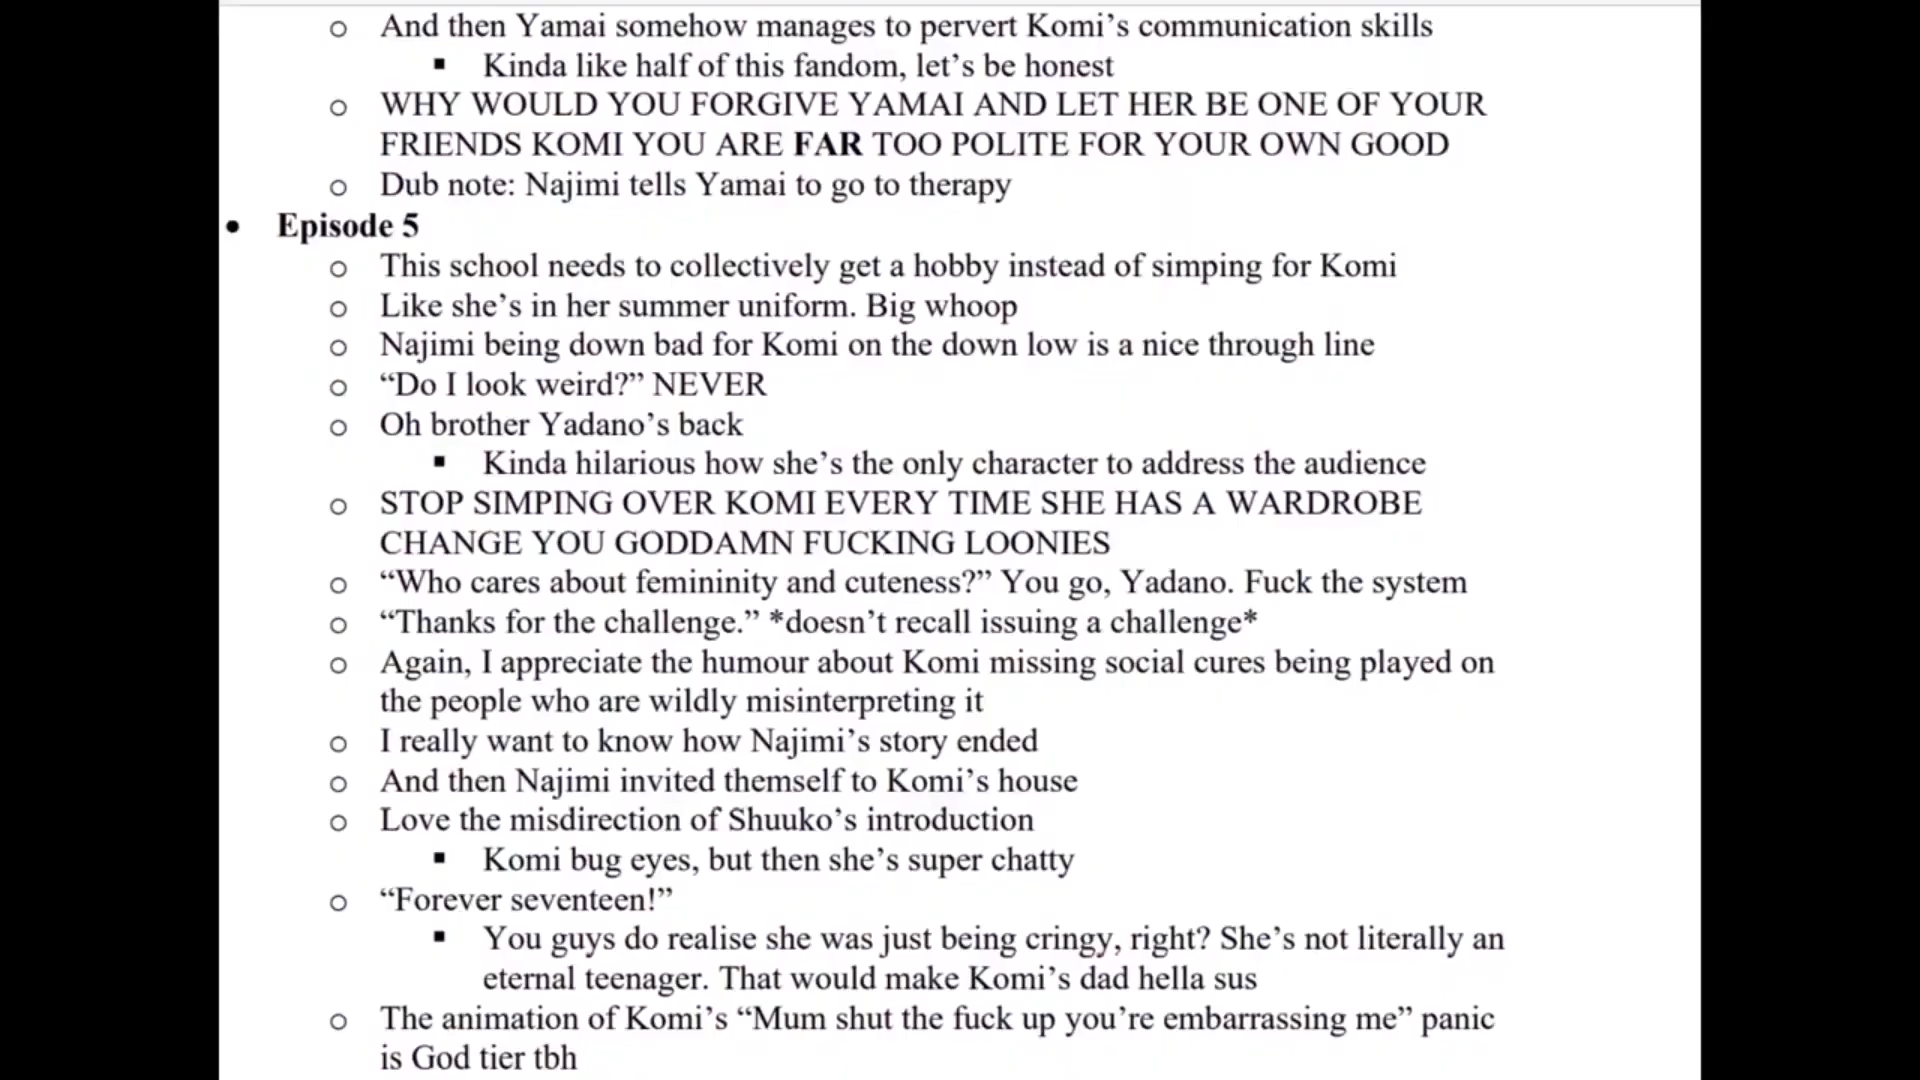 o And then Yamai somehow manages to pervert Komi’s communication skills
▪ Kinda like half of this fandom, let’s be honest
o WHY WOULD YOU FORGIVE YAMAI AND LET HER BE ONE OF YOUR
FRIENDS KOMI YOU ARE FAR TOO POLITE FOR YOUR OWN GOOD
o Dub note: Najimi tells Yamai to go to therapy
• Episode 5
o This school needs to collectively get a hobby instead of simping for Komi
o Like she’s in her summer uniform. Big whoop
o Najimi being down bad for Komi on the down low is a nice through line
o “Do I look weird?” NEVER
o Oh brother Yadano’s back
▪ Kinda hilarious how she’s the only character to address the audience
o STOP SIMPING OVER KOMI EVERY TIME SHE HAS A WARDROBE
CHANGE YOU GODDAMN FUCKING LOONIES
o “Who cares about femininity and cuteness?” You go, Yadano. Fuck the system
o “Thanks for the challenge.” *doesn’t recall issuing a challenge*
o Again, I appreciate the humour about Komi missing social cures being played on
the people who are wildly misinterpreting it
o I really want to know how Najimi’s story ended
o And then Najimi invited themself to Komi’s house
o Love the misdirection of Shuuko’s introduction
▪ Komi bug eyes, but then she’s super chatty
o “Forever seventeen!”
▪ You guys do realise she was just being cringy, right? She’s not literally an
eternal teenager. That would make Komi’s dad hella sus
o The animation of Komi’s “Mum shut the fuck up you’re embarrassing me” panic
is God tier tbh